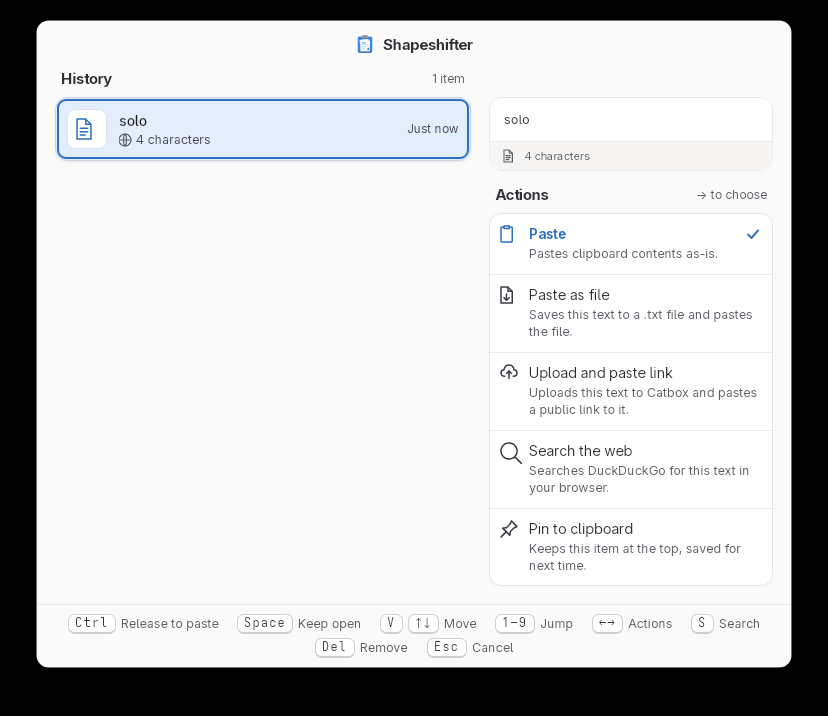 Shapeshifter
History
1 item
solo
4 characters
Just now
solo
4 characters
Actions
→ to choose
Paste
Pastes clipboard contents as-is.
Paste as file
Saves this text to a .txt file and pastes
the file.
Upload and paste link
Uploads this text to Catbox and pastes
a public link to it.
Search the web
Searches DuckDuckGo for this text in
your browser.
Pin to clipboard
Keeps this item at the top, saved for
next time.
Ctrl Release to paste Space Keep open V ↑↓ Move 1–9 Jump ←→ Actions S Search
Del Remove Esc Cancel